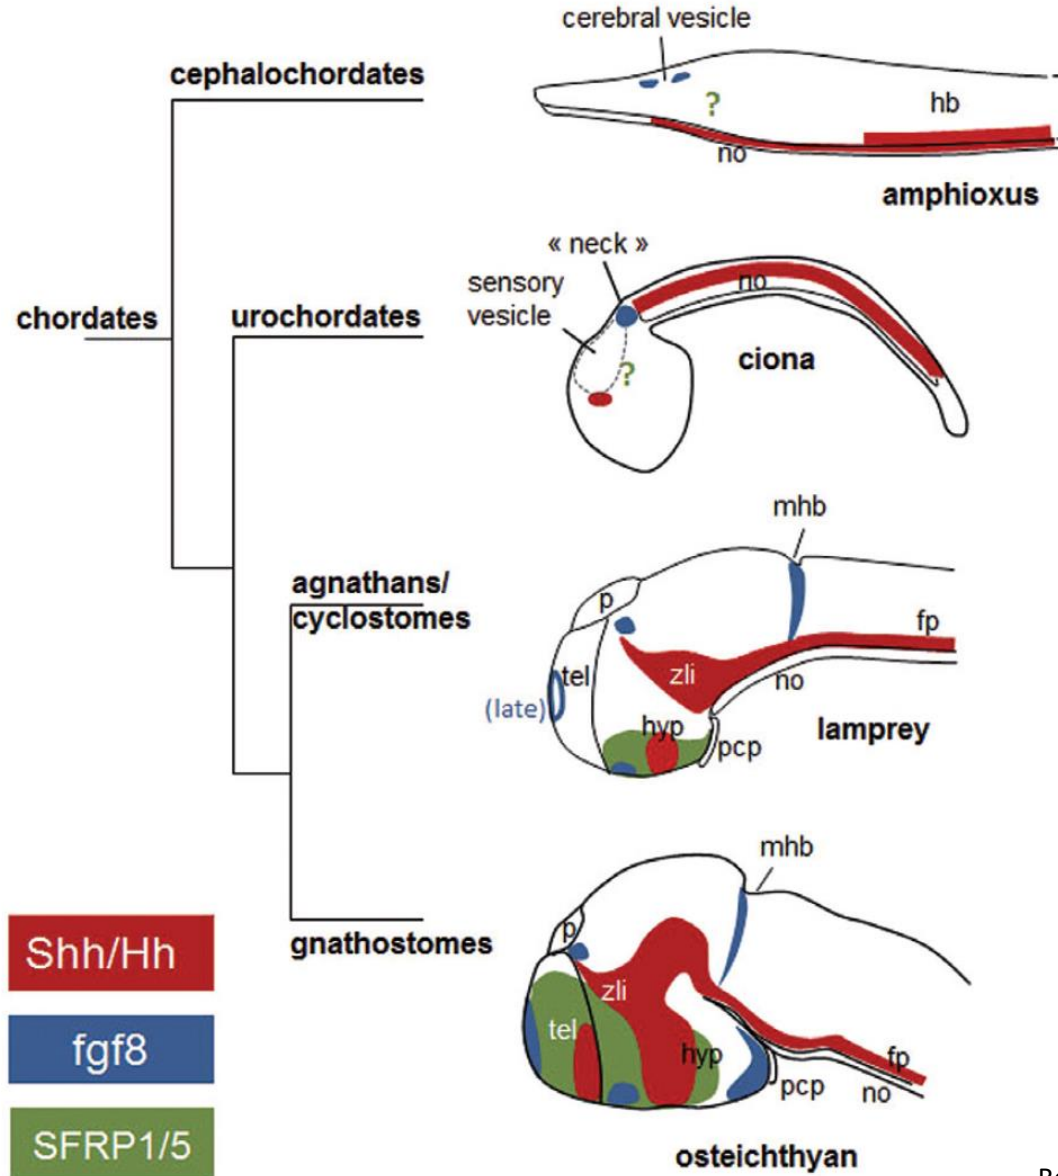 cerebral vesicle
cephalochordates
?
hb
no
amphioxus
« neck »
sensory
vesicle
no
chordates
urochordates
ciona
?
mhb
agnathans/
cyclostomes
p
fp
tel
zli
no
(late)
hyp
lamprey
pcp
mhb
p
gnathostomes
Shh/Hh
zli
tel
fgf8
hyp
fp
pcp
no
SFRP1/5
osteichthyan